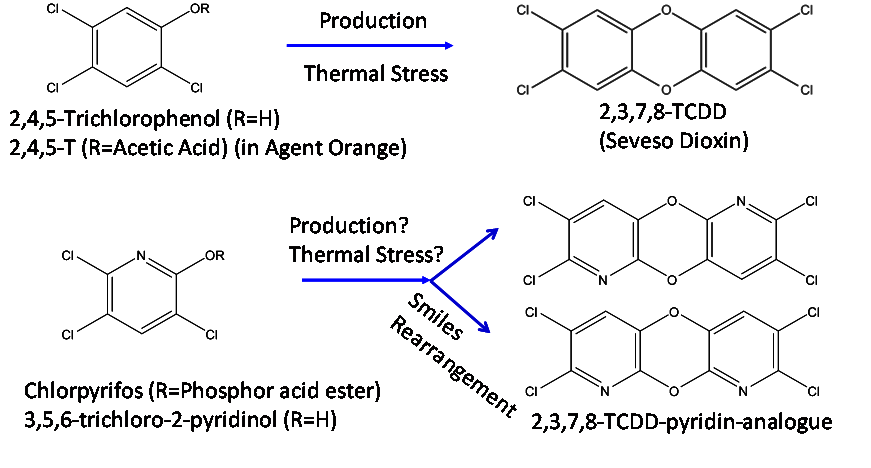 Cl
OR
Cl
Cl
2,4,5-Trichlorophenol (R=H)
2,4,5-T (R=Acetic Acid) (in Agent Orange)
Production
Thermal Stress
Cl
O
Cl
Cl
O
Cl
2,3,7,8-TCDD
(Seveso Dioxin)
Cl
N
OR
Cl
Cl
Chlorpyrifos (R=Phosphor acid ester)
3,5,6-trichloro-2-pyridinol (R=H)
Production?
Thermal Stress?
Smiles
Rearrangement
Cl
O
N
Cl
Cl
N
O
Cl
Cl
O
Cl
Cl
N
O
N
Cl
2,3,7,8-TCDD-pyridin-analogue